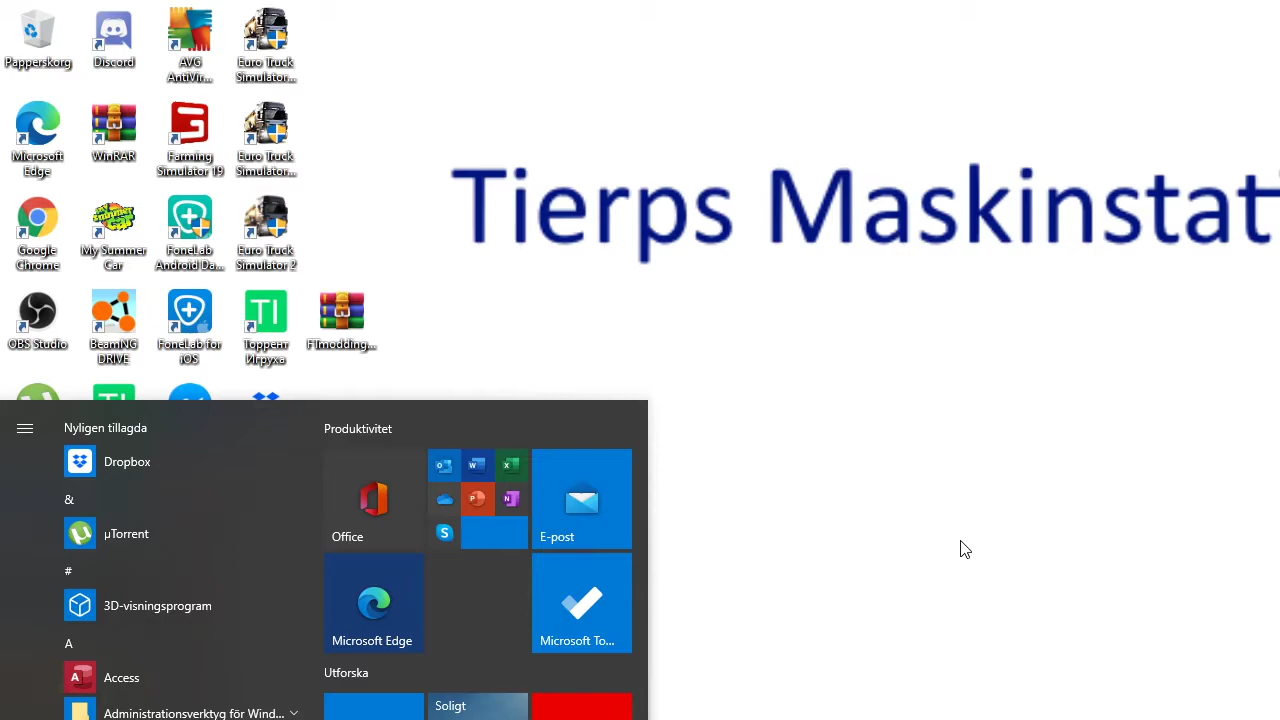 Papperskorg
Discord
AVG
AntiVir...
Euro Truck
Simulator...
Microsoft
Edge
WinRAR
Farming
Simulator 19
Euro Truck
Simulator...
Google
Chrome
My Summer
Car
FoneLab
Android Da...
Euro Truck
Simulator 2
OBS Studio
BeamNG
DRIVE
FoneLab for
iOS
Торрент
Игруха
FTmodding...
Tierps Maskinstati
Nyligen tillagda
Dropbox
&
µTorrent
#
3D-visningsprogram
A
Access
Administrationsverktyg för Wind...
Produktivitet
Office
E-post
Microsoft Edge
Microsoft To...
Utforska
Soligt